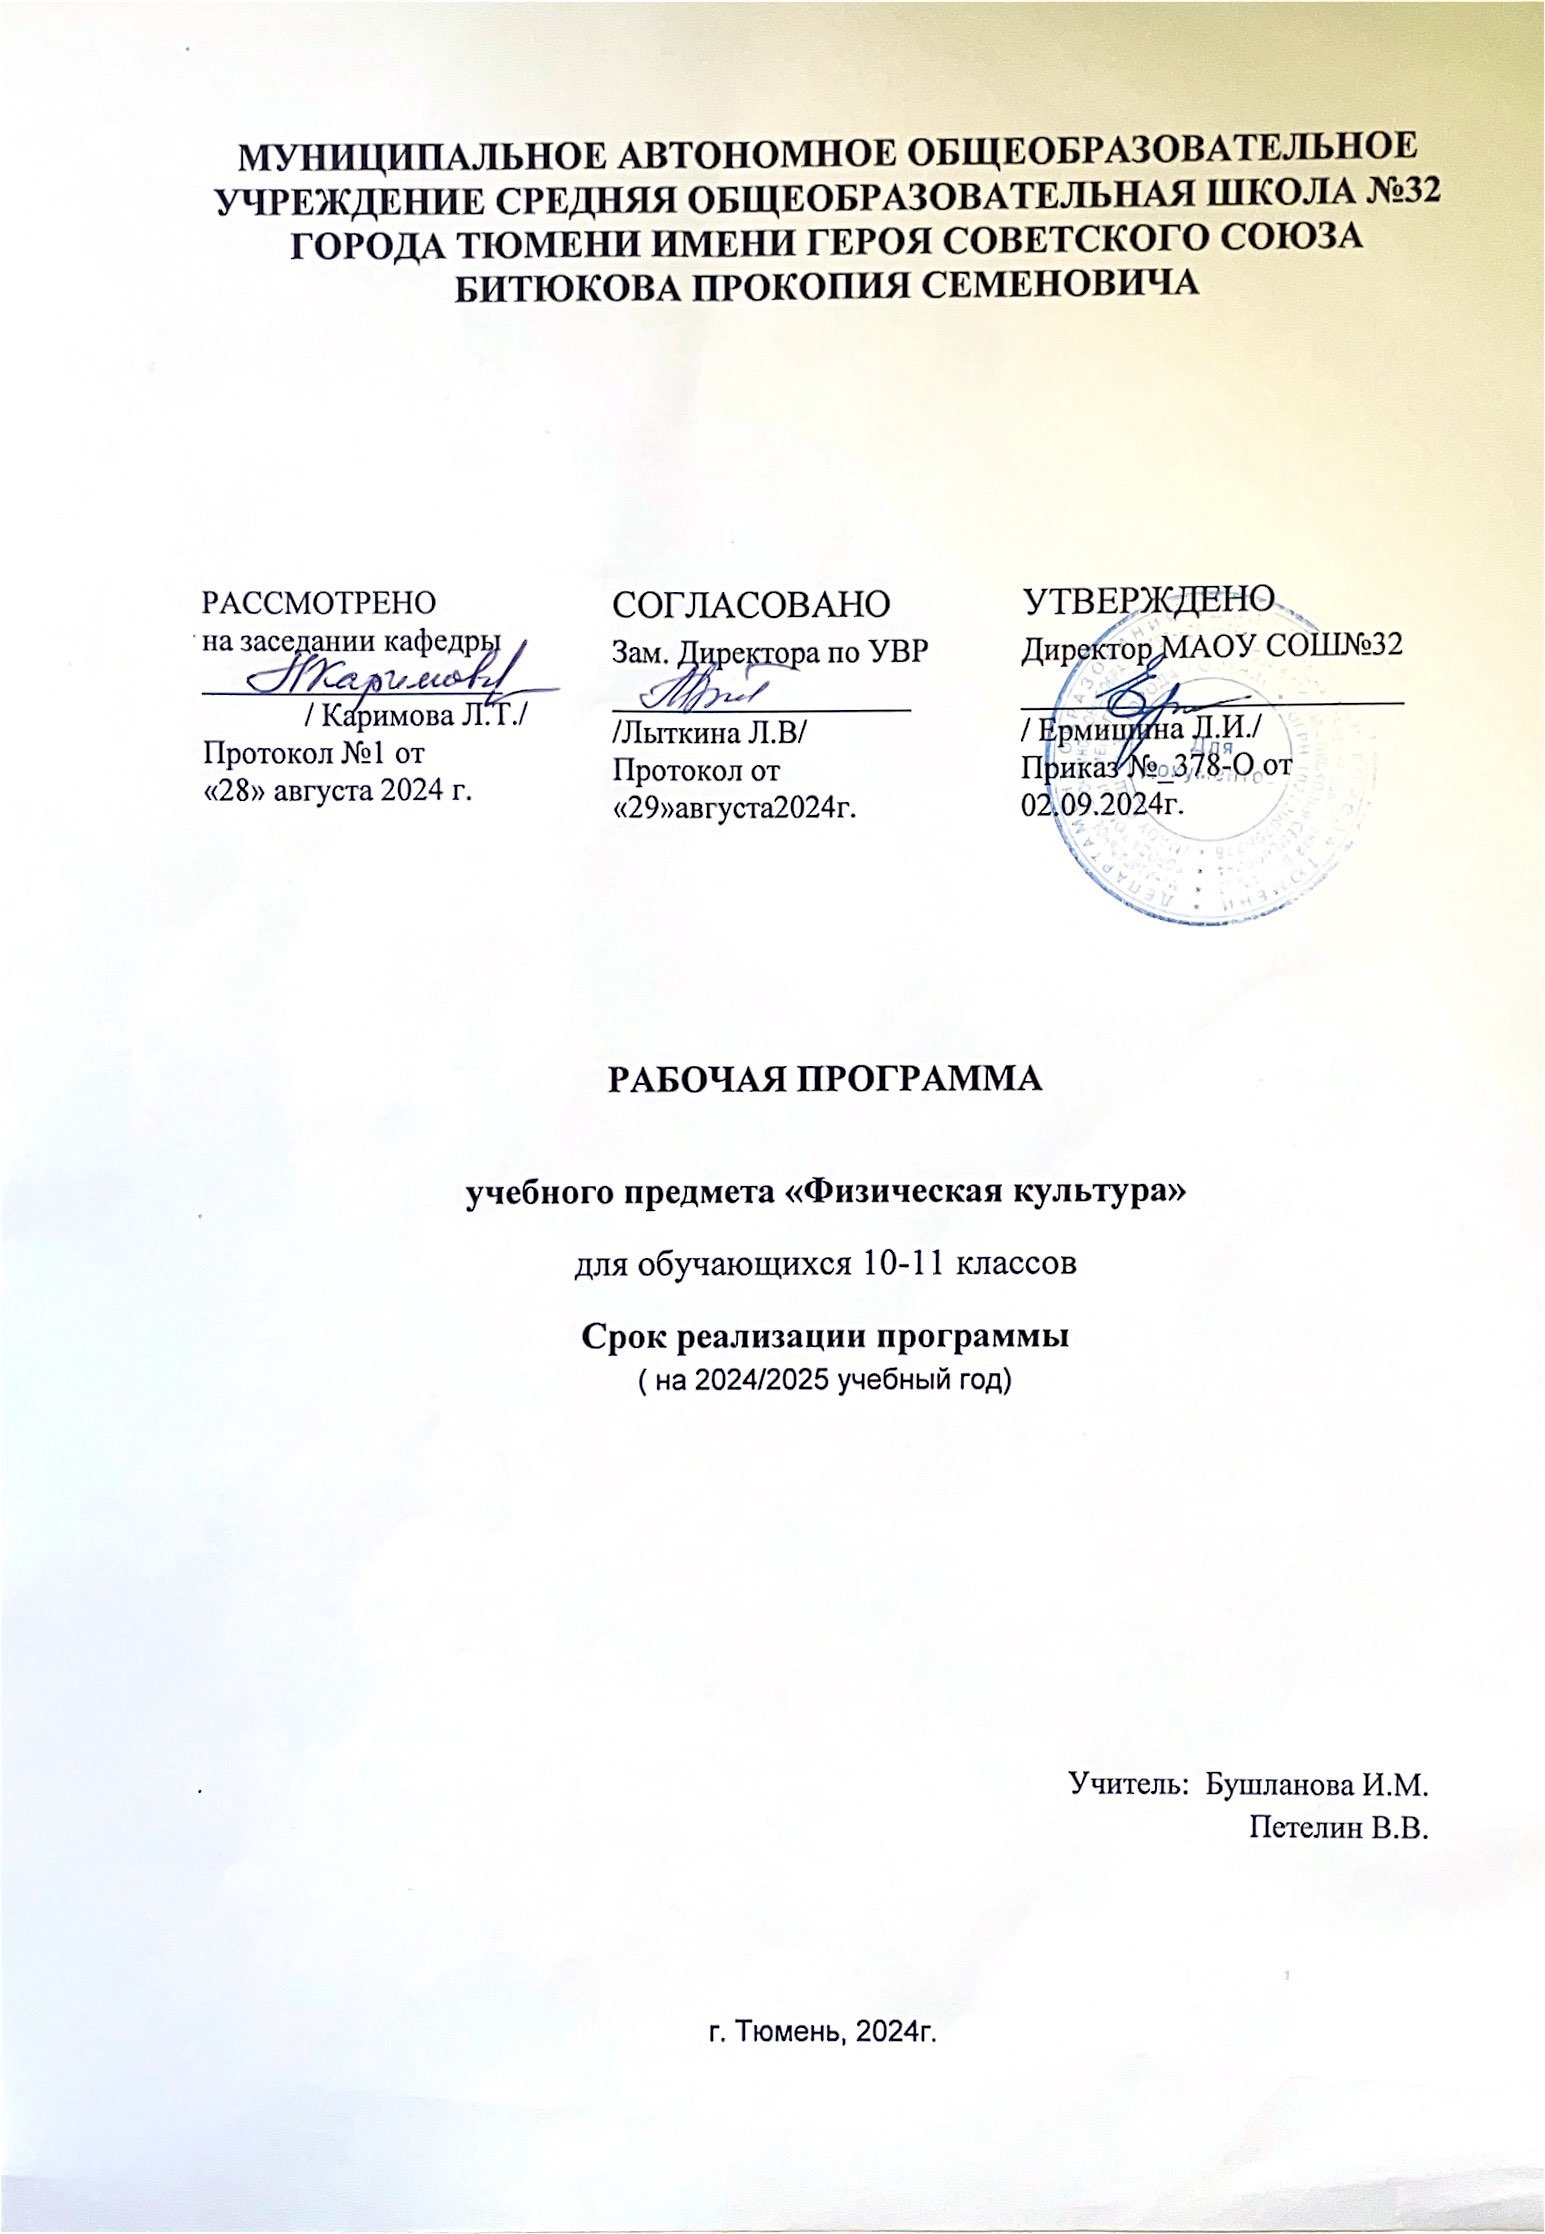 МУНИЦИПАЛЬНОЕ АВТОНОМНОЕ ОБЩЕОБРАЗОВАТЕЛЬНОЕ
УЧРЕЖДЕНИЕ СРЕДНЯЯ ОБЩЕОБРАЗОВАТЕЛЬНАЯ ШКОЛА №32
ГОРОДА ТЮМЕНИ ИМЕНИ ГЕРОЯ СОВЕТСКОГО СОЮЗА
БИТЮКОВА ПРОКОПИЯ СЕМЕНОВИЧА
РАССМОТРЕНО
на заседании кафедры
/ Каримова Л.Т./
Протокол №1 от
«28» августа 2024 г.
СОГЛАСОВАНО
Зам. Директора по УВР
/Лыткина Л.В/
Протокол от
«29»августа2024г.
УТВЕРЖДЕНО
Директор МАОУ СОШ№32
/ Ермишина Л.И./
Приказ №_378-О от
02.09.2024г.
Для
РАБОЧАЯ ПРОГРАММА
учебного предмета «Физическая культура»
для обучающихся 10-11 классов
Срок реализации программы
( на 2024/2025 учебный год)
Учитель: Бушланова И.М.
Петелин В.В.
г. Тюмень, 2024г.